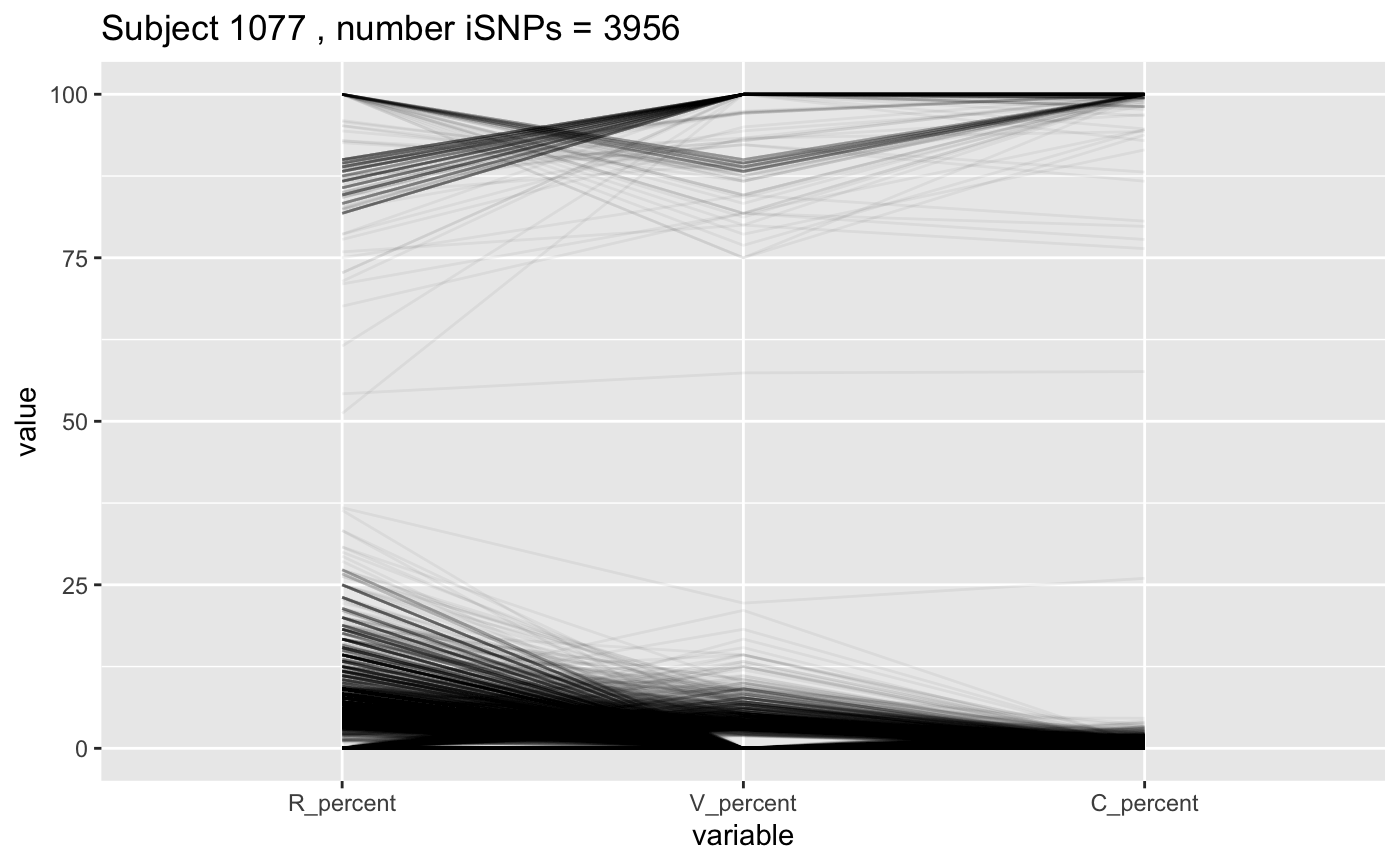 Subject 1077 , number iSNPs = 3956
100
75
50
25
0
value
R_percent V_percent C_percent
variable